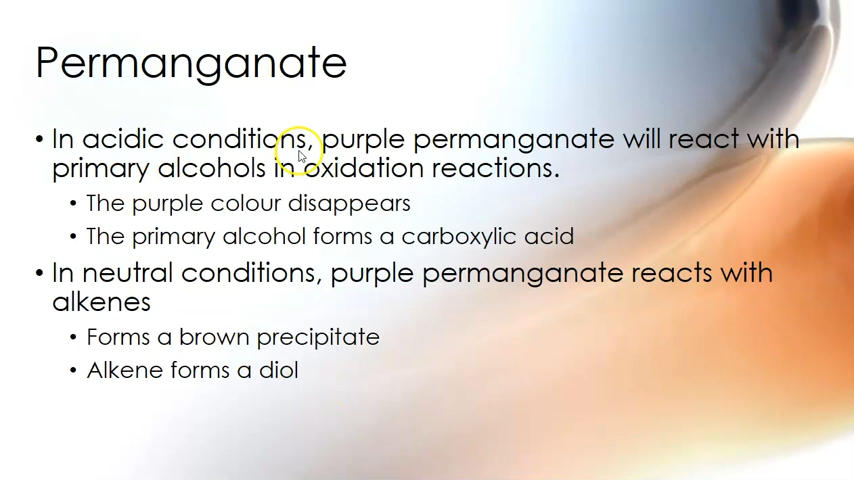 Permanganate
• In acidic conditions, purple permanganate will react with
primary alcohols in oxidation reactions.
• The purple colour disappears
• The primary alcohol forms a carboxylic acid
• In neutral conditions, purple permanganate reacts with
alkenes
• Forms a brown precipitate
• Alkene forms a diol